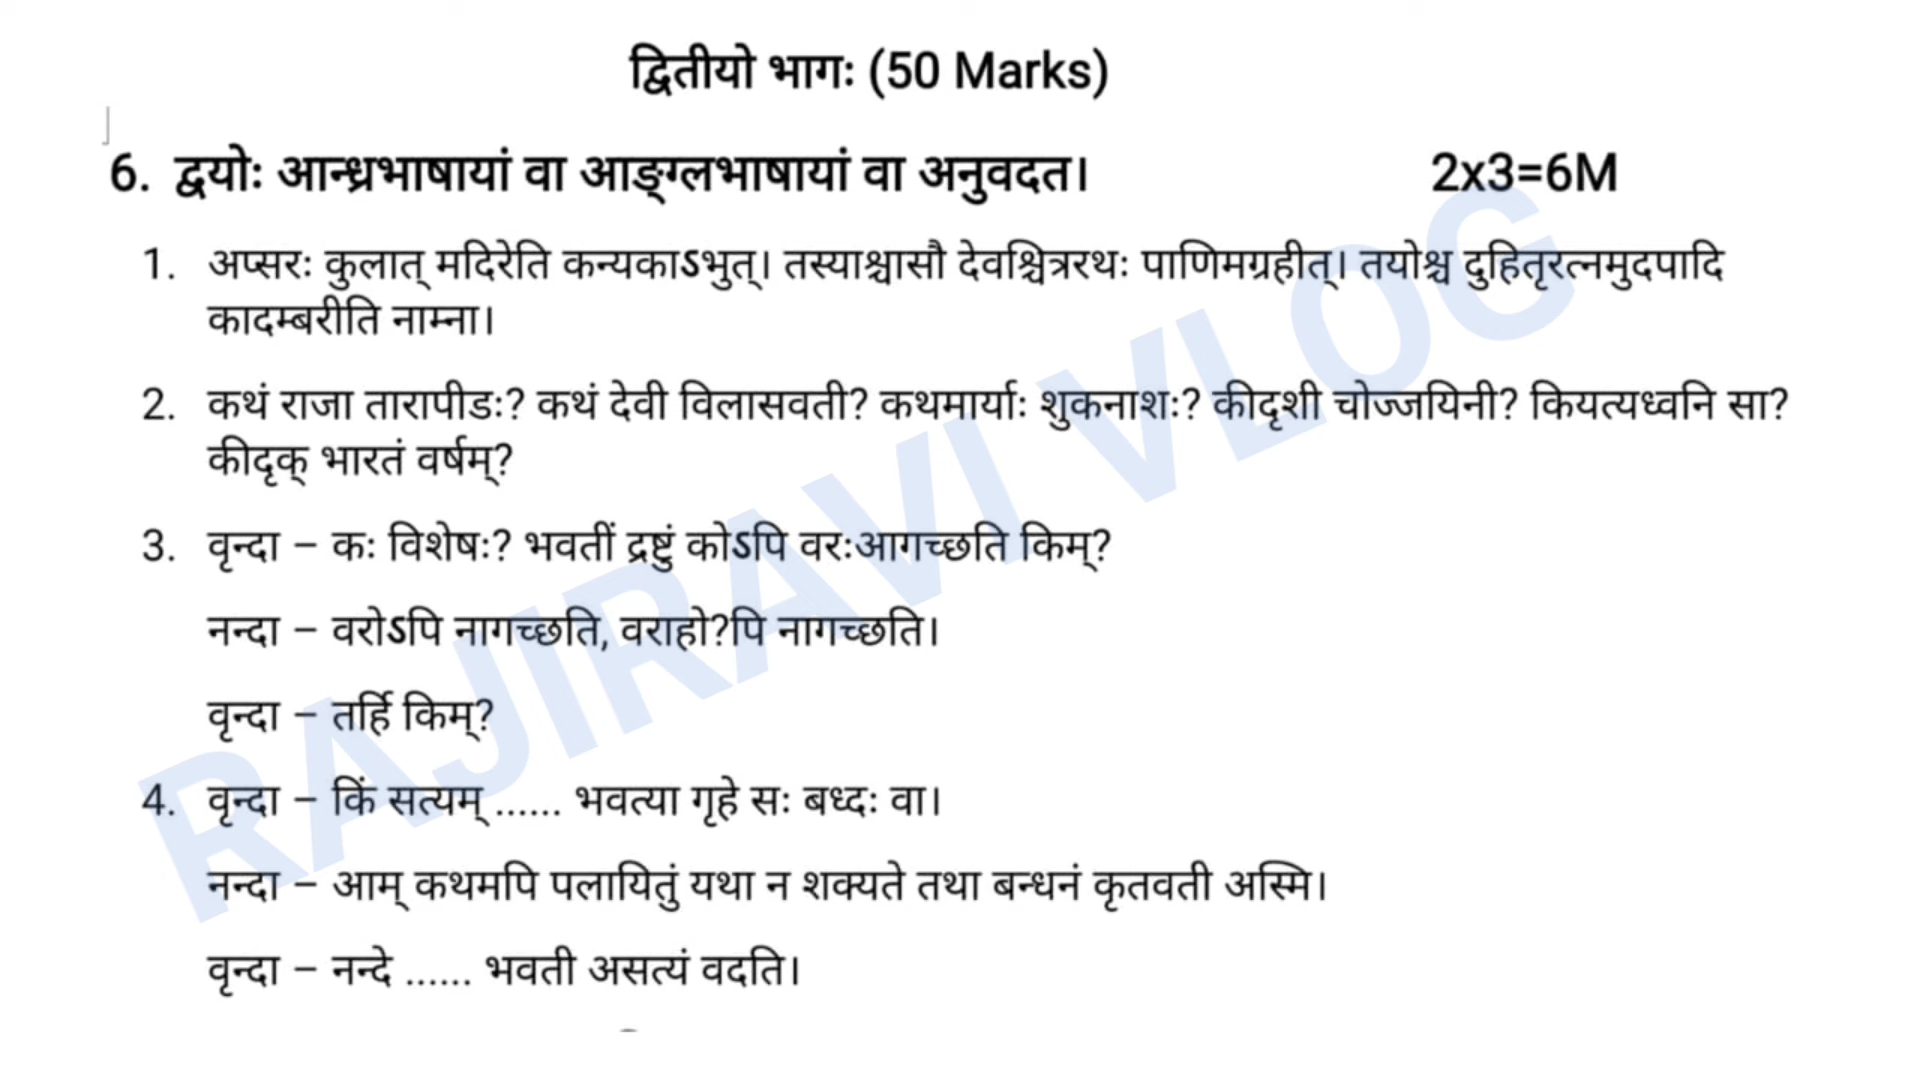 द्वितीयो भागः (50 Marks)
6. द्वयोः आन्ध्रभाषायां वा आङ्ग्लभाषायां वा अनुवदत। 2x3=6M
1. अप्सरः कुलात् मदिरेति कन्यकाऽभुत्। तस्याश्चासौ देवश्चित्ररथः पाणिमग्रहीत्। तयोश्च दुहितृरत्नमुदपादि
कादम्बरीति नाम्ना।
2. कथं राजा तारापीडः? कथं देवी विलासवती? कथमार्याः शुकनाशः? कीदृशी चोज्जयिनी? कियत्यध्वनि सा?
कीदृक् भारतं वर्षम्?
3. वृन्दा – कः विशेषः? भवतीं द्रष्टुं कोऽपि वरःआगच्छति किम्?
नन्दा – वरोऽपि नागच्छति, वराहो?पि नागच्छति।
वृन्दा – तर्हि किम्?
4. वृन्दा – किं सत्यम् ...... भवत्या गृहे सः बध्दः वा।
नन्दा – आम् कथमपि पलायितुं यथा न शक्यते तथा बन्धनं कृतवती अस्मि।
वृन्दा – नन्दे ...... भवती असत्यं वदति।
RAJIRAVI VLOG